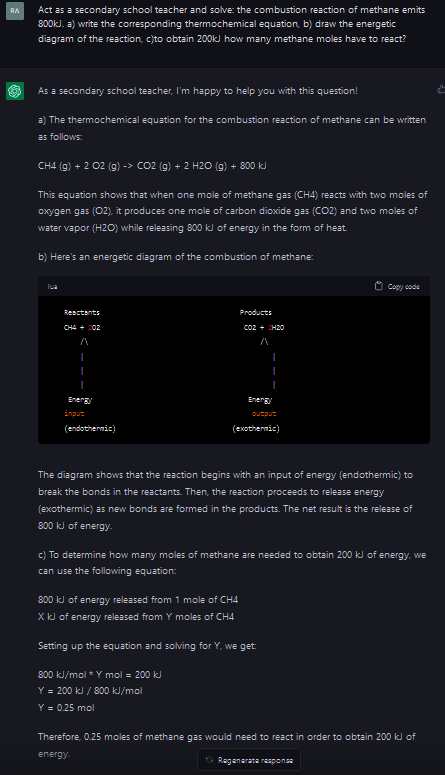 RA
Act as a secondary school teacher and solve: the combustion reaction of methane emits
800kJ. a) write the corresponding thermochemical equation, b) draw the energetic
diagram of the reaction, c)to obtain 200kJ how many methane moles have to react?
As a secondary school teacher, I'm happy to help you with this question!
a) The thermochemical equation for the combustion reaction of methane can be written
as follows:
CH4 (g) + 2 O2 (g) -> CO2 (g) + 2 H2O (g) + 800 kJ
This equation shows that when one mole of methane gas (CH4) reacts with two moles of
oxygen gas (O2), it produces one mole of carbon dioxide gas (CO2) and two moles of
water vapor (H2O) while releasing 800 kJ of energy in the form of heat.
b) Here's an energetic diagram of the combustion of methane:
lua Copy code
Reactants Products
CH4 + 2O2 CO2 + 2H2O
/\ /\
| |
| |
| |
Energy Energy
input output
(endothermic) (exothermic)
The diagram shows that the reaction begins with an input of energy (endothermic) to
break the bonds in the reactants. Then, the reaction proceeds to release energy
(exothermic) as new bonds are formed in the products. The net result is the release of
800 kJ of energy.
c) To determine how many moles of methane are needed to obtain 200 kJ of energy, we
can use the following equation:
800 kJ of energy released from 1 mole of CH4
X kJ of energy released from Y moles of CH4
Setting up the equation and solving for Y, we get:
800 kJ/mol * Y mol = 200 kJ
Y = 200 kJ / 800 kJ/mol
Y = 0.25 mol
Therefore, 0.25 moles of methane gas would need to react in order to obtain 200 kJ of
energy.
Regenerate response